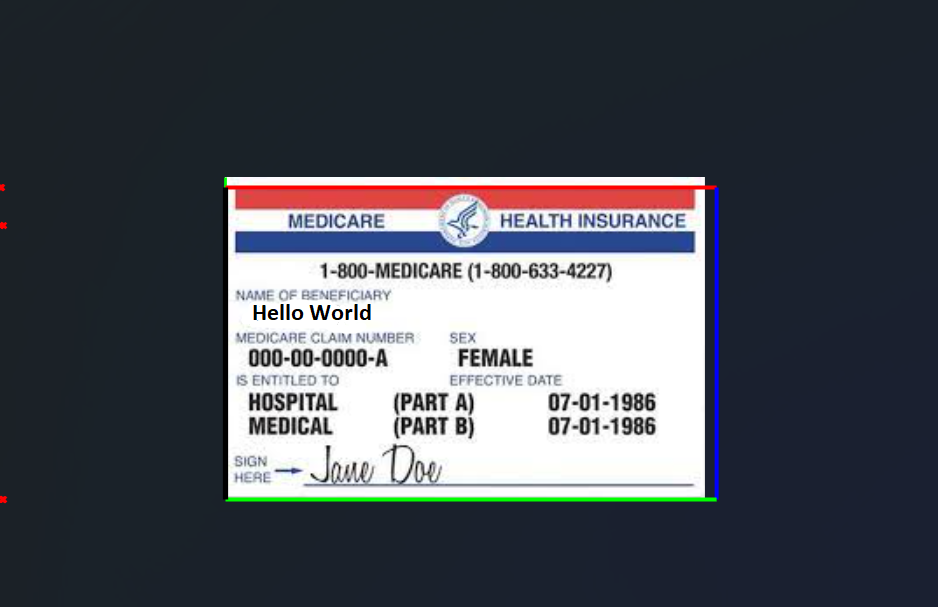 MEDICARE HEALTH INSURANCE
1-800-MEDICARE (1-800-633-4227)
NAME OF BENEFICIARY
Hello World
MEDICARE CLAIM NUMBER SEX
000-00-0000-A FEMALE
IS ENTITLED TO EFFECTIVE DATE
HOSPITAL (PART A) 07-01-1986
MEDICAL (PART B) 07-01-1986
SIGN
HERE Jane Doe